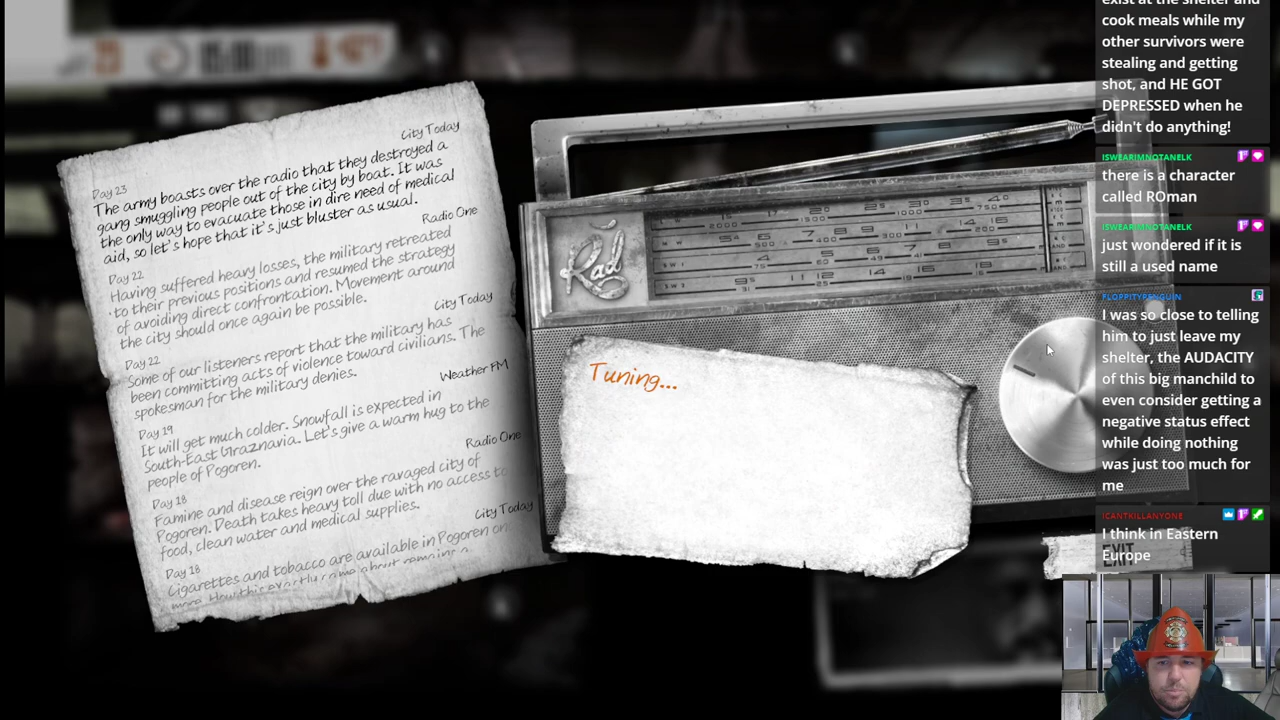 City Today
Day 23
The army boasts over the radio that they destroyed a
gang smuggling people out of the city by boat. It was
the only way to evacuate those in dire need of medical
aid, so let's hope that it's just bluster as usual.
Radio One
Day 22
Having suffered heavy losses, the military retreated
to their previous positions and resumed the strategy
of avoiding direct confrontation. Movement around
the city should once again be possible.
City Today
Day 22
Some of our listeners report that the military has
been committing acts of violence toward civilians. The
spokesman for the military denies.
Weather FM
Day 19
It will get much colder. Snowfall is expected in
South-East Graznavia. Let's give a warm hug to the
people of Pogoren.
Radio One
Day 18
Famine and disease reign over the ravaged city of
Pogoren. Death takes heavy toll due with no access to
food, clean water and medical supplies.
City Today
Day 18
Cigarettes and tobacco are available in Pogoren on
Rad
Tuning...
EXIT
exist at the shelter and
cook meals while my
other survivors were
stealing and getting
shot, and HE GOT
DEPRESSED when he
didn't do anything!
ISWEARIMNOTANELK
there is a character
called ROman
ISWEARIMNOTANELK
just wondered if it is
still a used name
FLOPPITYPENGUIN
I was so close to telling
him to just leave my
shelter, the AUDACITY
of this big manchild to
even consider getting a
negative status effect
while doing nothing
was just too much for
me
ICANTKILLANYONE
I think in Eastern
Europe